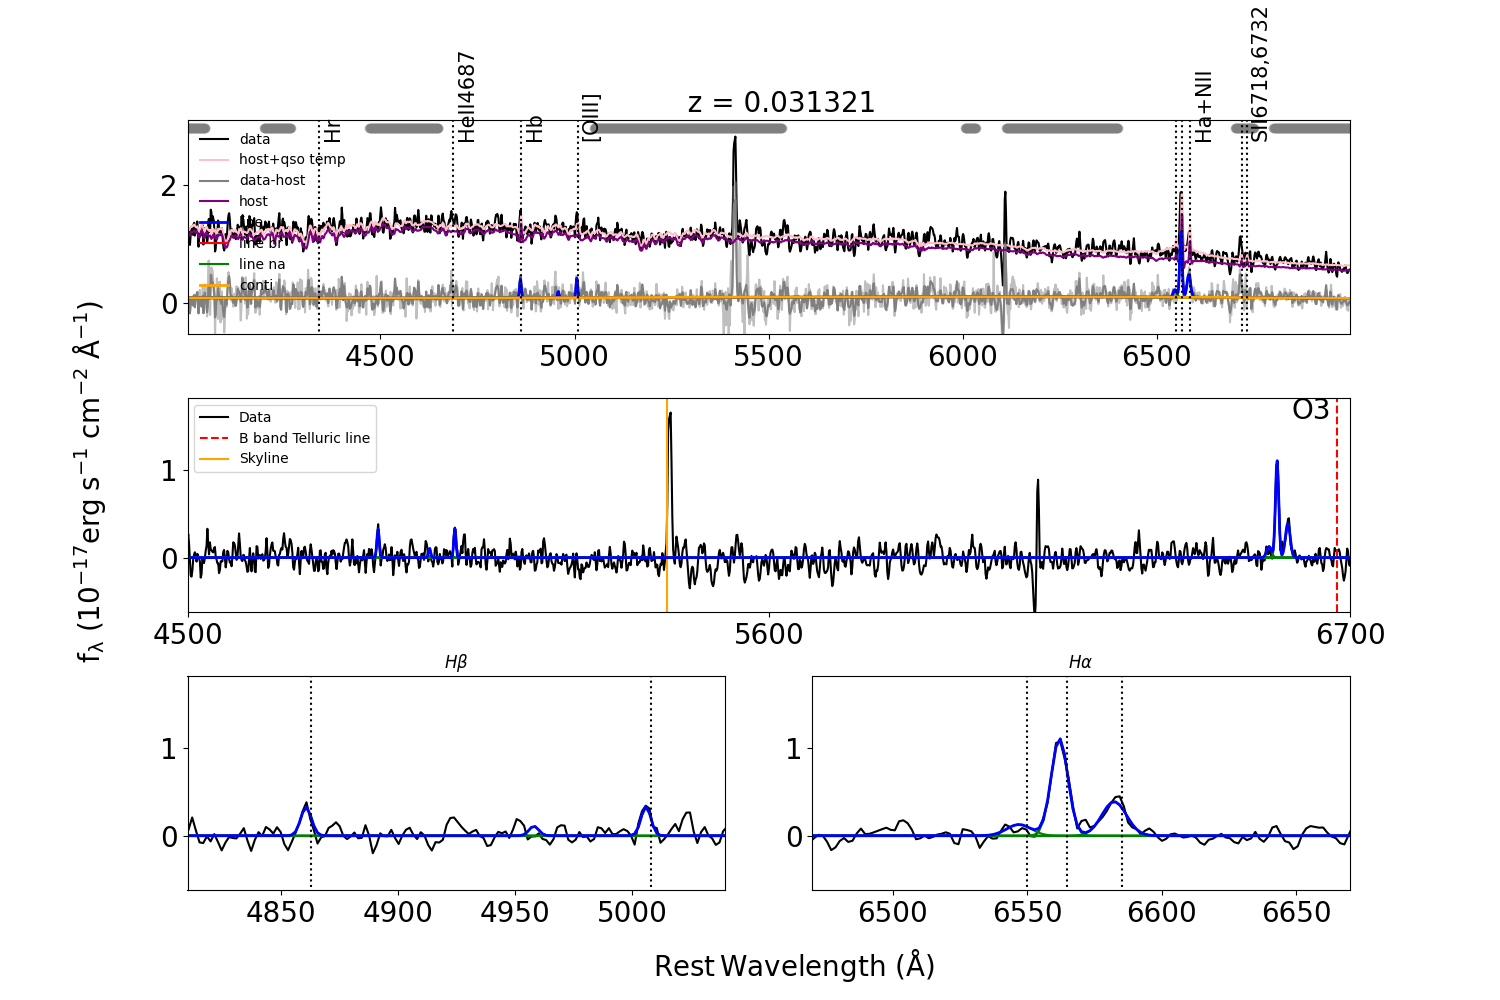 z = 0.031321
Hr
HeII4687
Hb
[OIII]
Ha+NII
SII6718,6732
data
host+qso temp
data-host
host
line
line br
line na
conti
2
0
4500 5000 5500 6000 6500
Data
B band Telluric line
Skyline
O3
1
0
4500 5600 6700
fλ (10−17erg s−1 cm−2 Å−1)
Hβ
Hα
1
0
4850 4900 4950 5000
1
0
6500 6550 6600 6650
Rest Wavelength (Å)